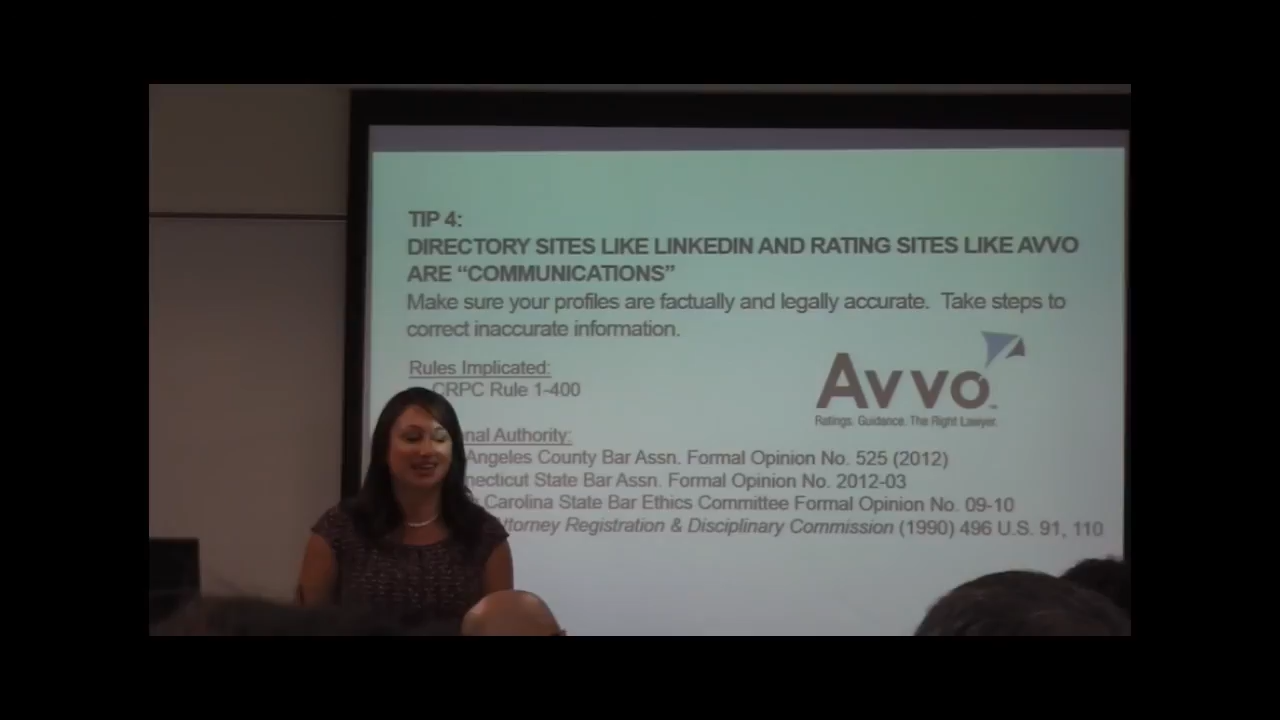 TIP 4:
DIRECTORY SITES LIKE LINKEDIN AND RATING SITES LIKE AVVO
ARE “COMMUNICATIONS”
Make sure your profiles are factually and legally accurate. Take steps to
correct inaccurate information.
Rules Implicated:
CRPC Rule 1-400
Avvo
Ratings. Guidance. The Right Lawyer.
Authority:
Angeles County Bar Assn. Formal Opinion No. 525 (2012)
State Bar Assn. Formal Opinion No. 2012-03
Carolina State Bar Ethics Committee Formal Opinion No. 09-10
Attorney Registration & Disciplinary Commission (1990) 496 U.S. 91, 110